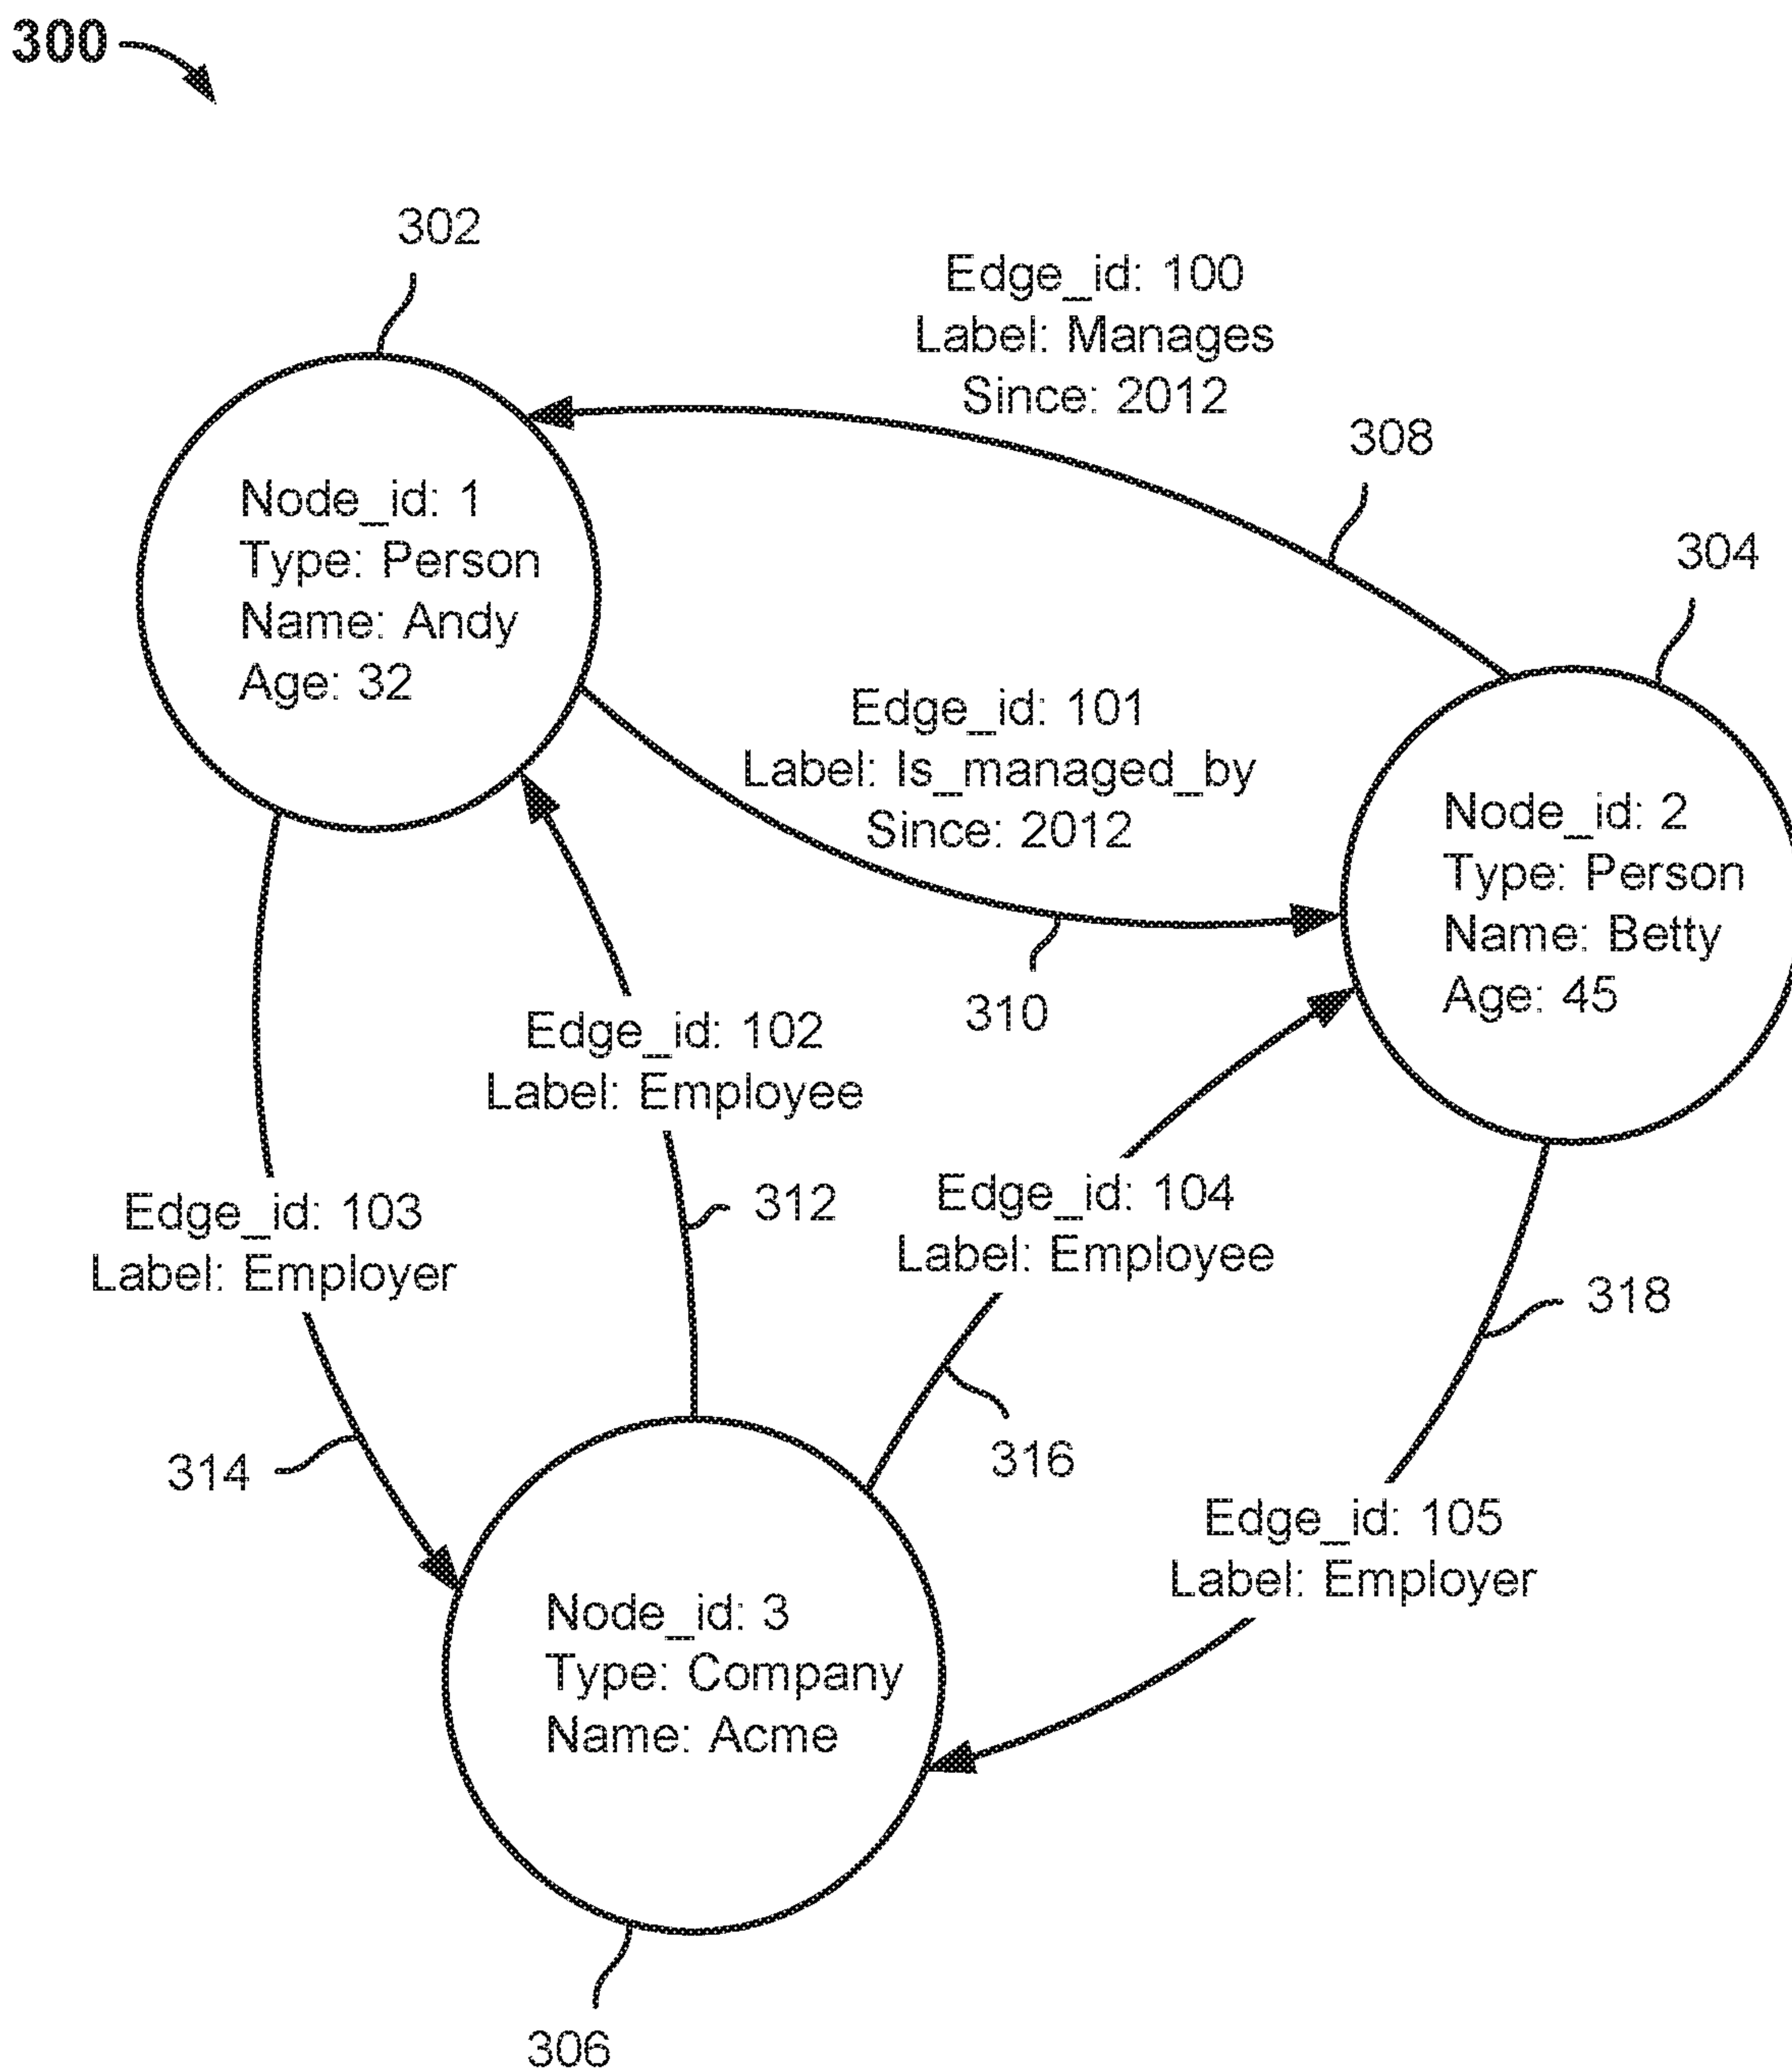 300
302
Edge_id: 100
Label: Manages
Since: 2012
308
304
Node_id: 1
Type: Person
Name: Andy
Age: 32
Edge_id: 101
Label: Is_managed_by
Since: 2012
310
Node_id: 2
Type: Person
Name: Betty
Age: 45
Edge_id: 102
Label: Employee
312
Edge_id: 103
Label: Employer
314
Edge_id: 104
Label: Employee
316
318
Edge_id: 105
Label: Employer
Node_id: 3
Type: Company
Name: Acme
306